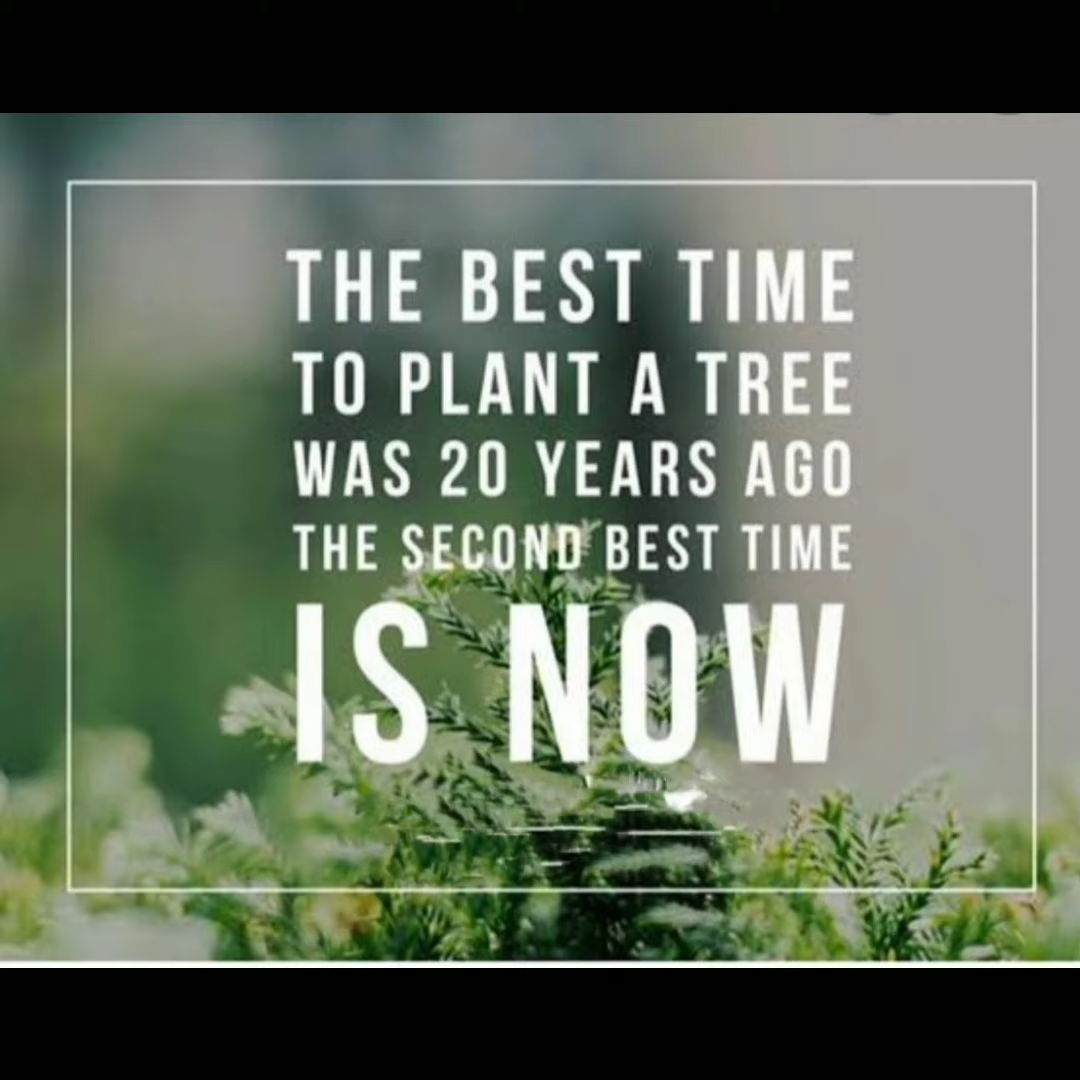 THE BEST TIME
TO PLANT A TREE
WAS 20 YEARS AGO
THE SECOND BEST TIME
IS NOW